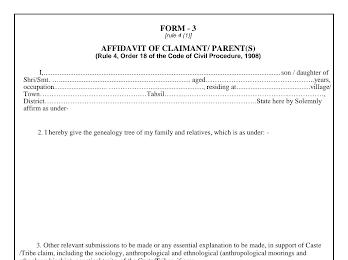 FORM - 3
[rule 4 (1)]
AFFIDAVIT OF CLAIMANT/ PARENT(S)
(Rule 4, Order 18 of the Code of Civil Procedure, 1908)
I,................................................................................son / daughter of
Shri/Smt. ............................................................... aged.................................................years,
occupation..................................................................., residing at................................village/
Town.................................................Tahsil...................................................................,
District.........................................................................................State here by Solemnly
affirm as under-
2. I hereby give the genealogy tree of my family and relatives, which is as under: -
3. Other relevant submissions to be made or any essential explanation to be made, in support of Caste
/Tribe claim, including the sociology, anthropological and ethnological (anthropological moorings and